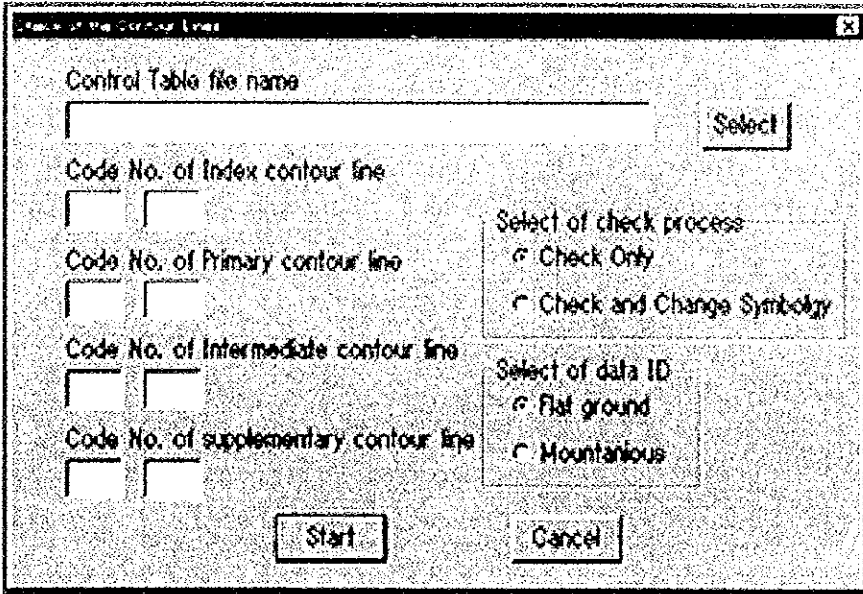 Check of the Contour Lines
Control Table file name
Select
Code No. of Index contour line
Code No. of Primary contour line
Code No. of Intermediate contour line
Code No. of supplementary contour line
Select of check process
Check Only
Check and Change Symbolgy
Select of data ID
Flat ground
Mountanious
Start
Cancel